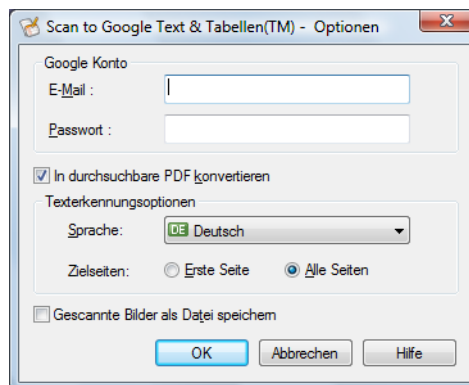 Scan to Google Text & Tabellen(TM) - Optionen
Google Konto
E-Mail :
Passwort :
In durchsuchbare PDF konvertieren
Texterkennungsoptionen
Sprache: DE Deutsch
Zielseiten: Erste Seite Alle Seiten
Gescannte Bilder als Datei speichern
OK Abbrechen Hilfe